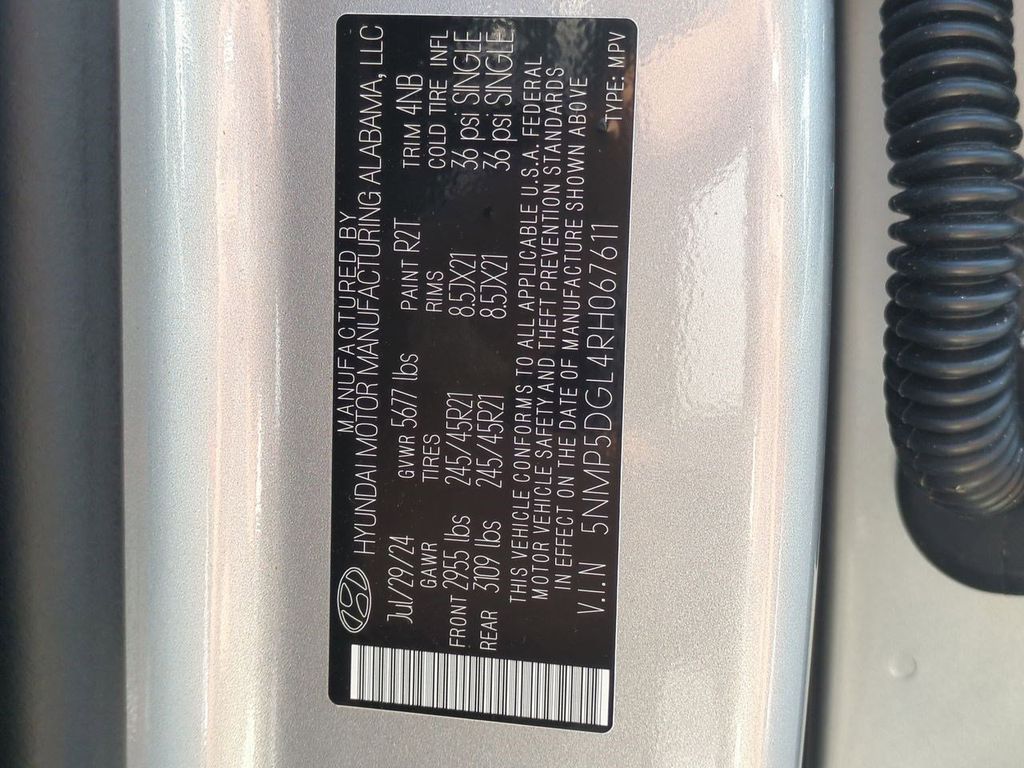 MANUFACTURED BY
HYUNDAI MOTOR MANUFACTURING ALABAMA, LLC
Jul/29/24 GVWR 5677 lbs PAINT R2T TRIM 4NB
GAWR TIRES RIMS COLD TIRE INFL
FRONT 2955 lbs 245/45R21 8.5JX21 36 psi SINGLE
REAR 3109 lbs 245/45R21 8.5JX21 36 psi SINGLE
THIS VEHICLE CONFORMS TO ALL APPLICABLE U.S.A. FEDERAL
MOTOR VEHICLE SAFETY AND THEFT PREVENTION STANDARDS
IN EFFECT ON THE DATE OF MANUFACTURE SHOWN ABOVE
V.I.N 5NMP5DGL4RH067611 TYPE: MPV